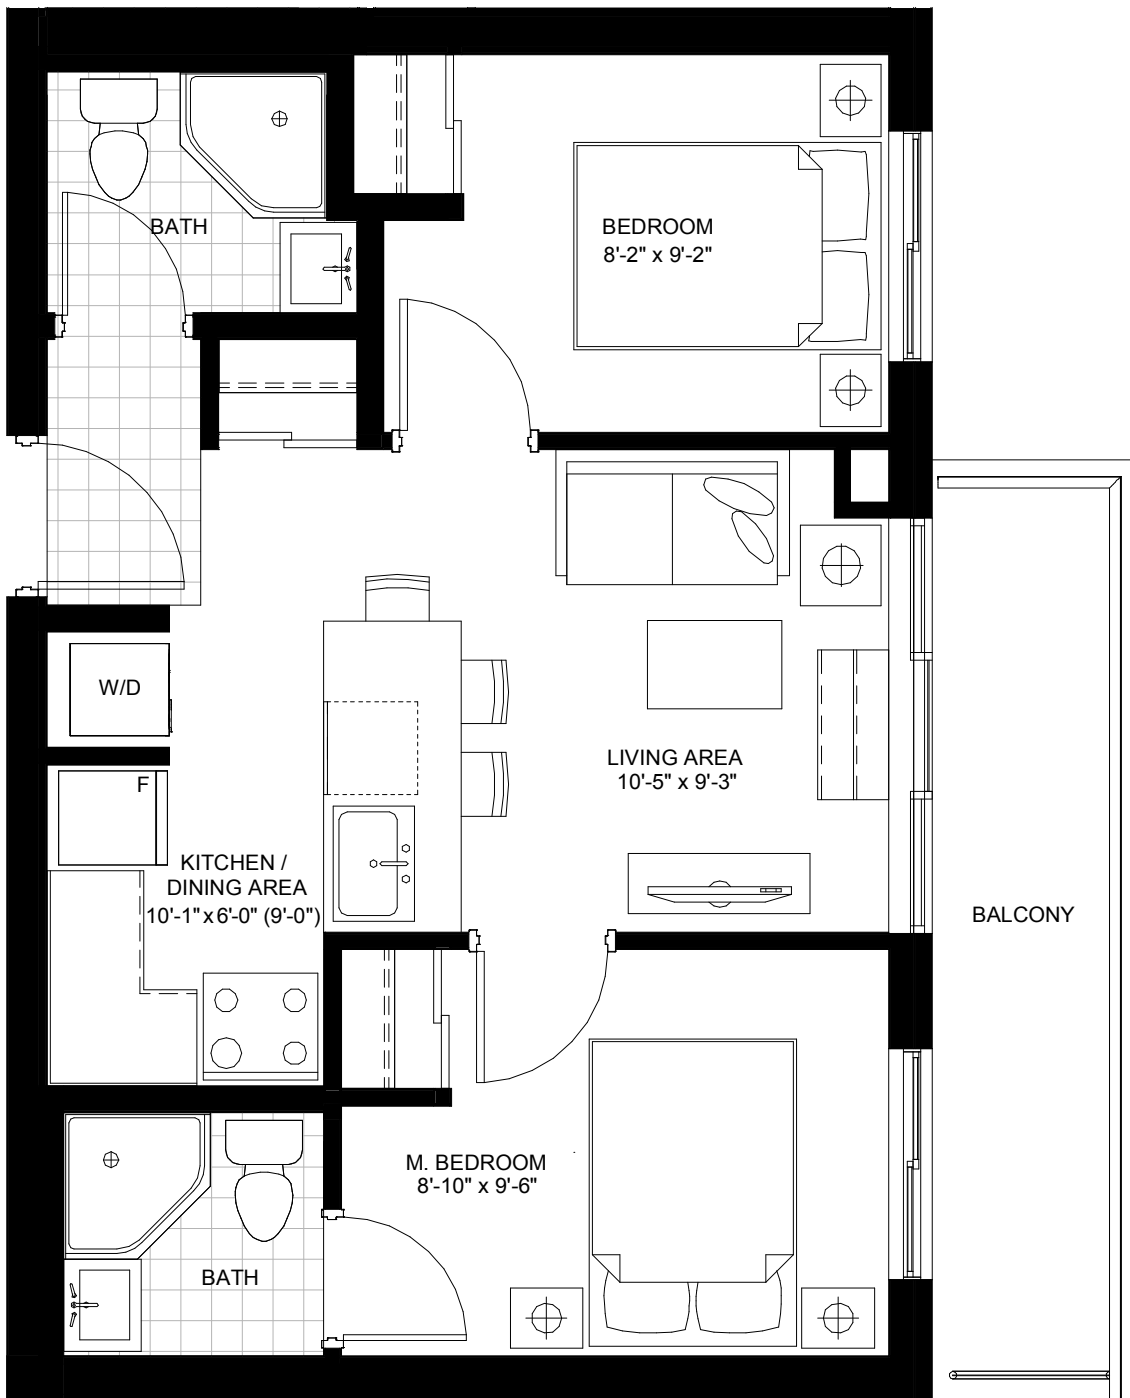 BATH
BEDROOM
8'-2" x 9'-2"
W/D
LIVING AREA
10'-5" x 9'-3"
F
KITCHEN /
DINING AREA
10'-1" x 6'-0" (9'-0")
BALCONY
M. BEDROOM
8'-10" x 9'-6"
BATH